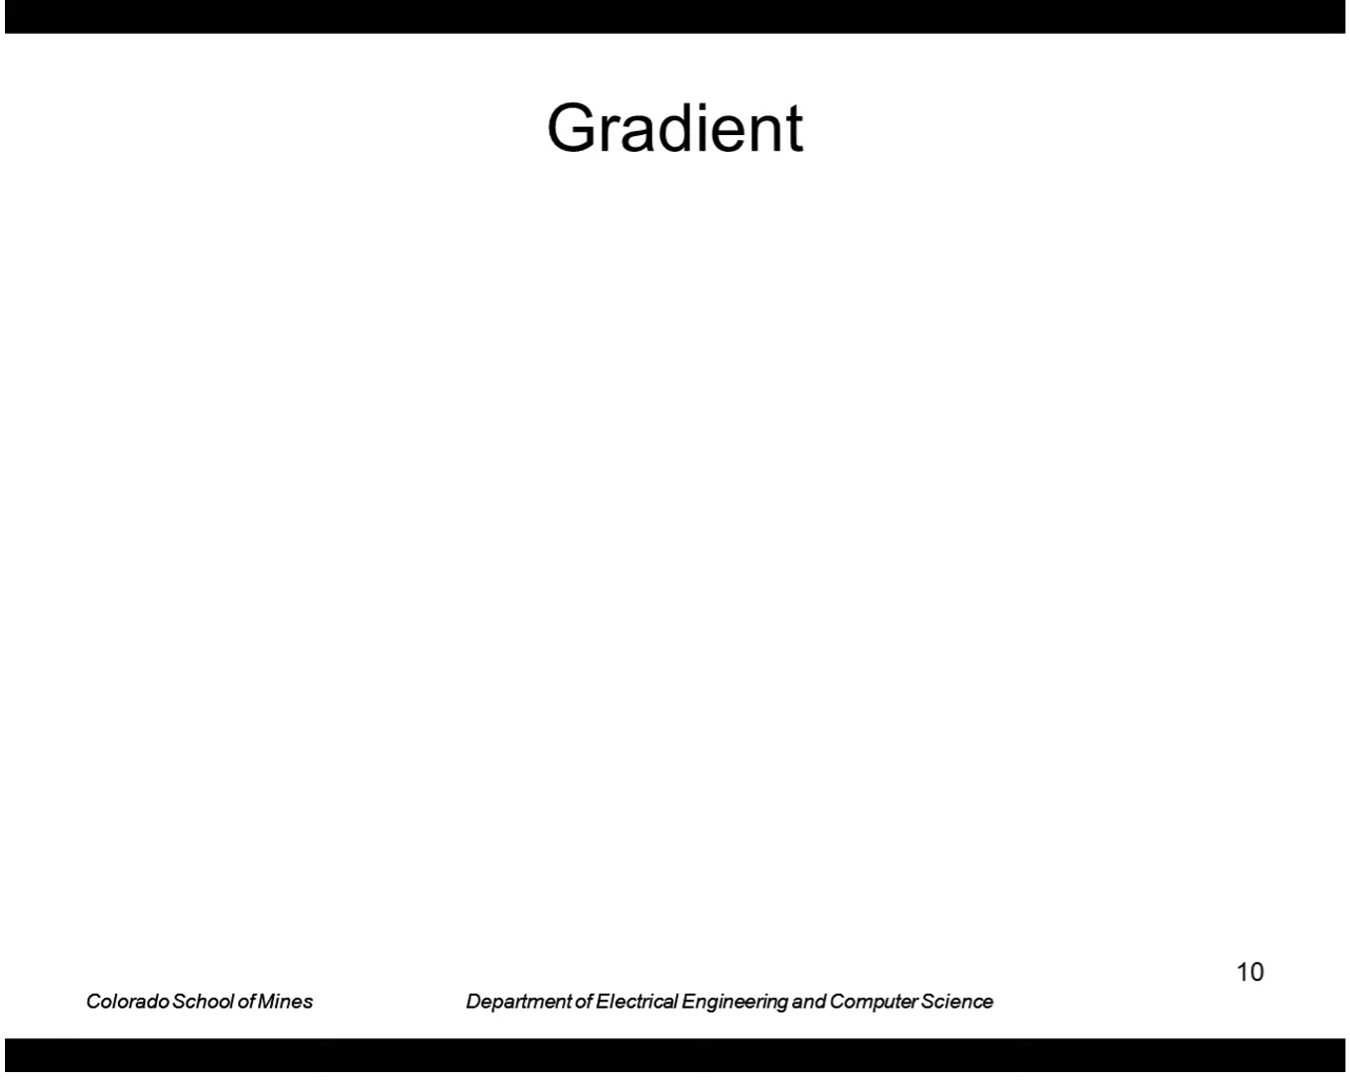 Gradient
10
Colorado School of Mines
Department of Electrical Engineering and Computer Science